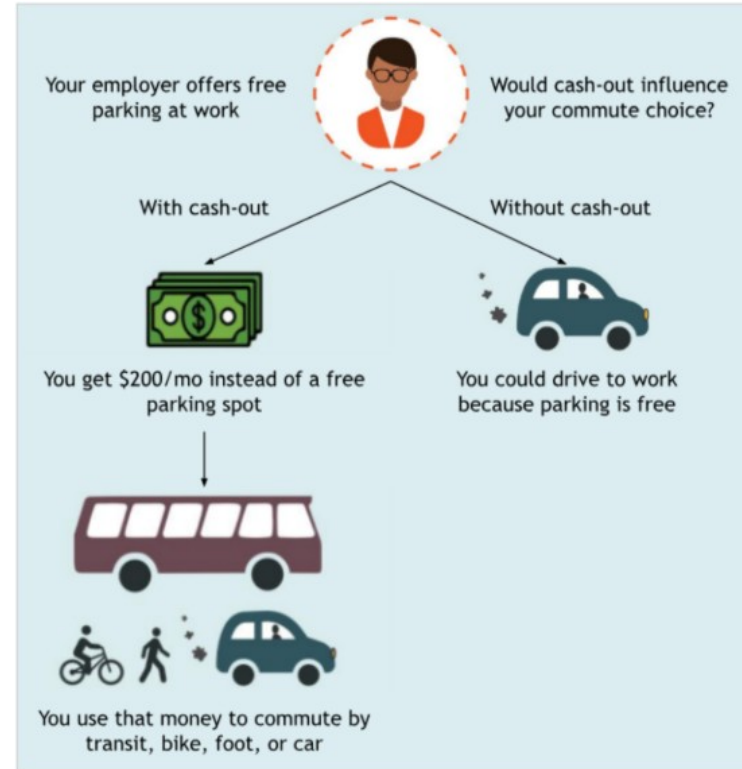 Your employer offers free
parking at work
Would cash-out influence
your commute choice?
With cash-out
Without cash-out
$
You get $200/mo instead of a free
parking spot
You could drive to work
because parking is free
You use that money to commute by
transit, bike, foot, or car